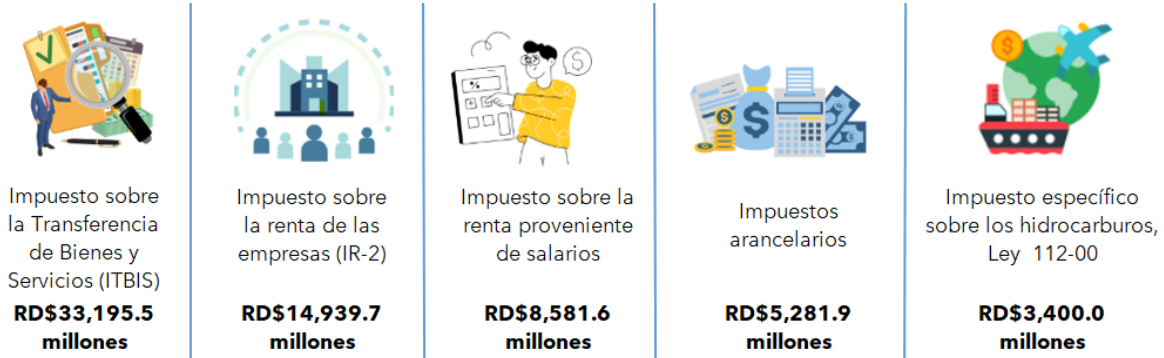 Impuesto sobre
la Transferencia
de Bienes y
Servicios (ITBIS)
RD$33,195.5
millones
Impuesto sobre
la renta de las
empresas (IR-2)
RD$14,939.7
millones
Impuesto sobre la
renta proveniente
de salarios
RD$8,581.6
millones
Impuestos
arancelarios
RD$5,281.9
millones
Impuesto específico
sobre los hidrocarburos,
Ley 112-00
RD$3,400.0
millones